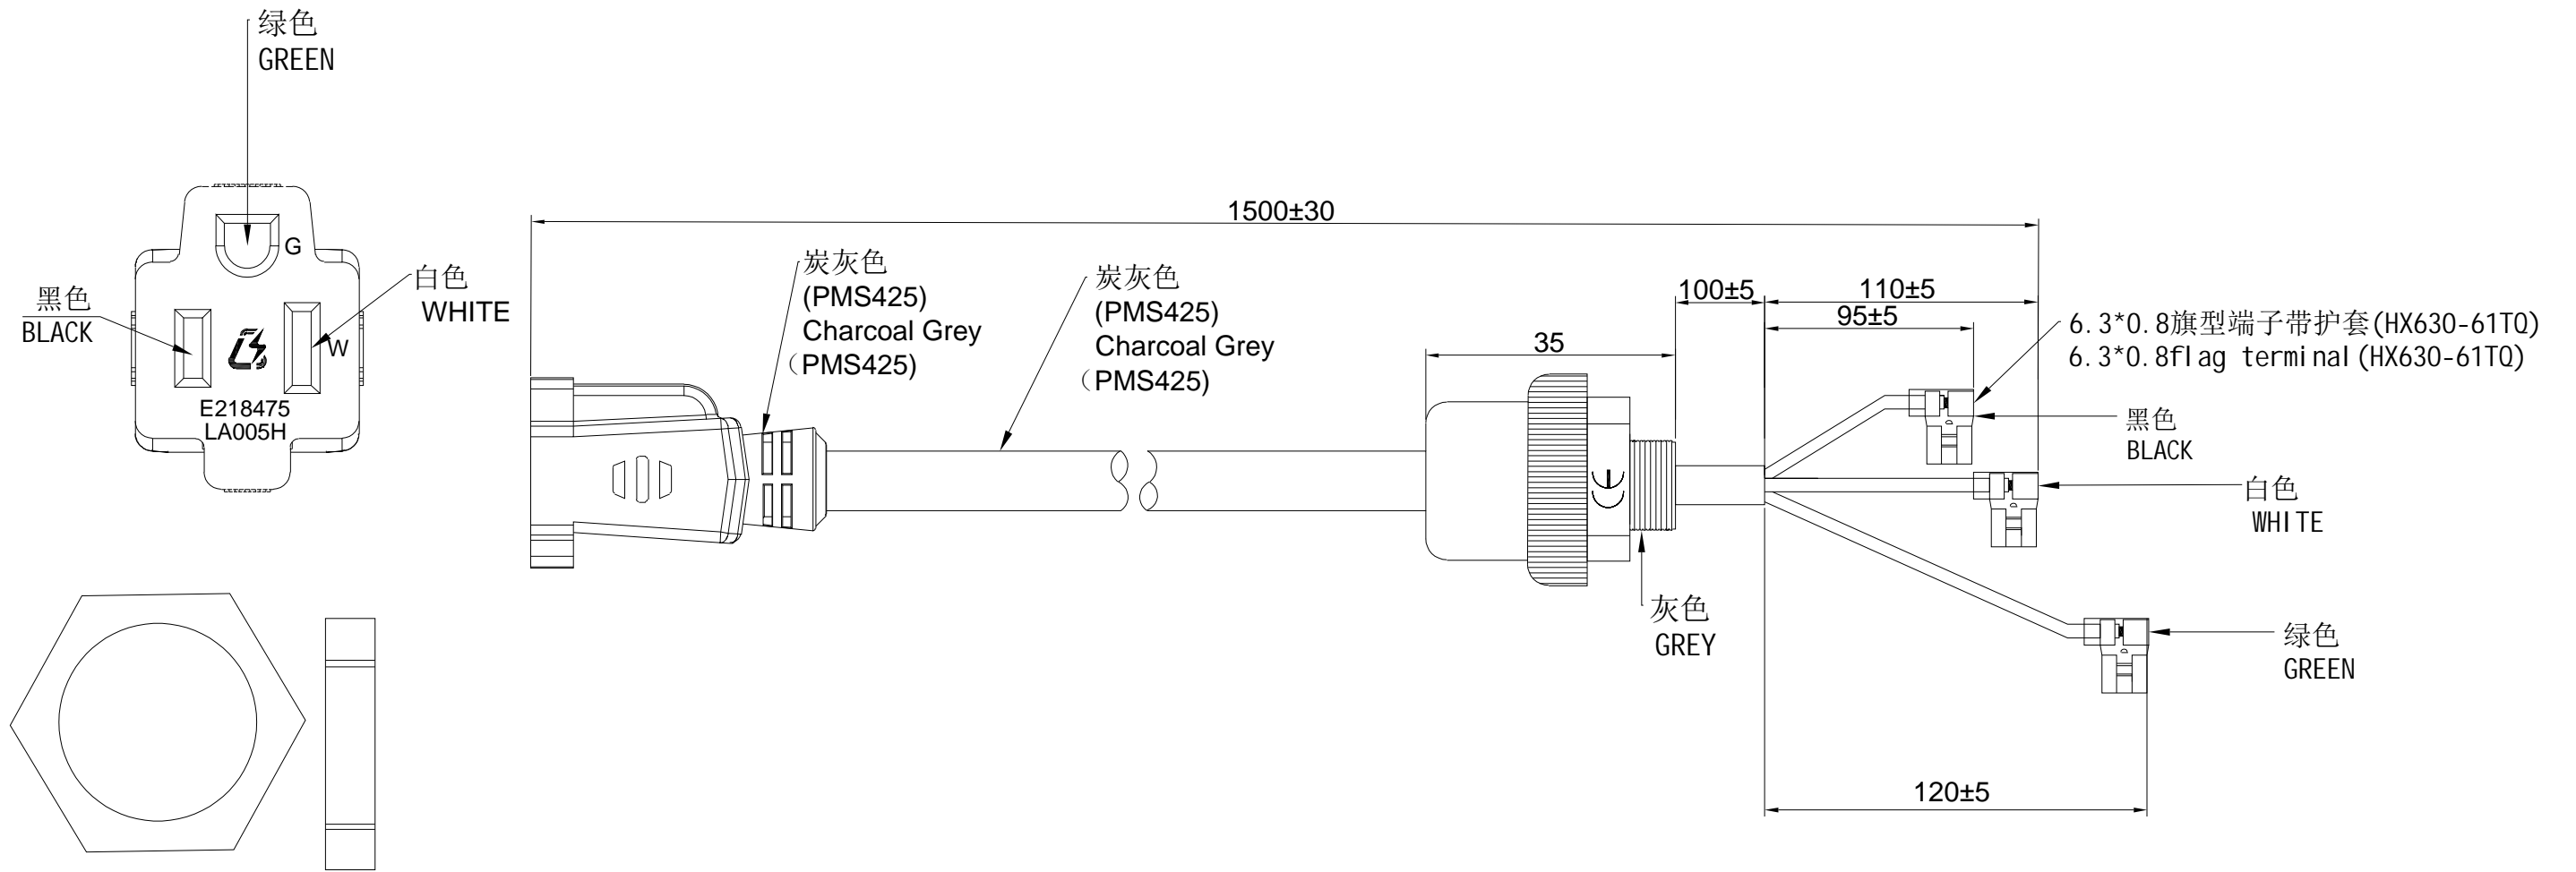 绿色
GREEN
G
黑色
BLACK
白色
WHITE
W
E218475
LA005H
1500±30
炭灰色
(PMS425)
Charcoal Grey
（PMS425)
炭灰色
(PMS425)
Charcoal Grey
（PMS425)
35
100±5
110±5
95±5
6.3*0.8旗型端子带护套(HX630-61TQ)
6.3*0.8flag terminal(HX630-61TQ)
黑色
BLACK
白色
WHITE
CE
灰色
GREY
绿色
GREEN
120±5